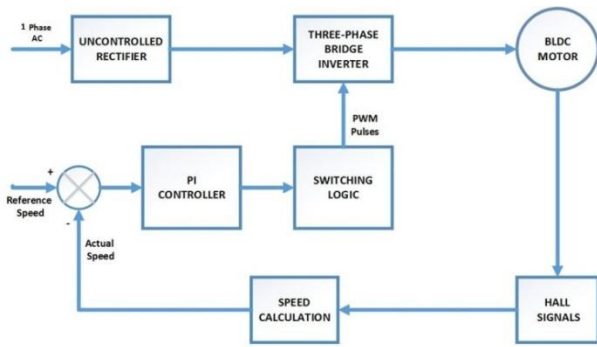 1 Phase
AC
UNCONTROLLED
RECTIFIER
THREE-PHASE
BRIDGE
INVERTER
BLDC
MOTOR
PWM
Pulses
+
Reference
Speed
-
PI
CONTROLLER
SWITCHING
LOGIC
Actual
Speed
SPEED
CALCULATION
HALL
SIGNALS